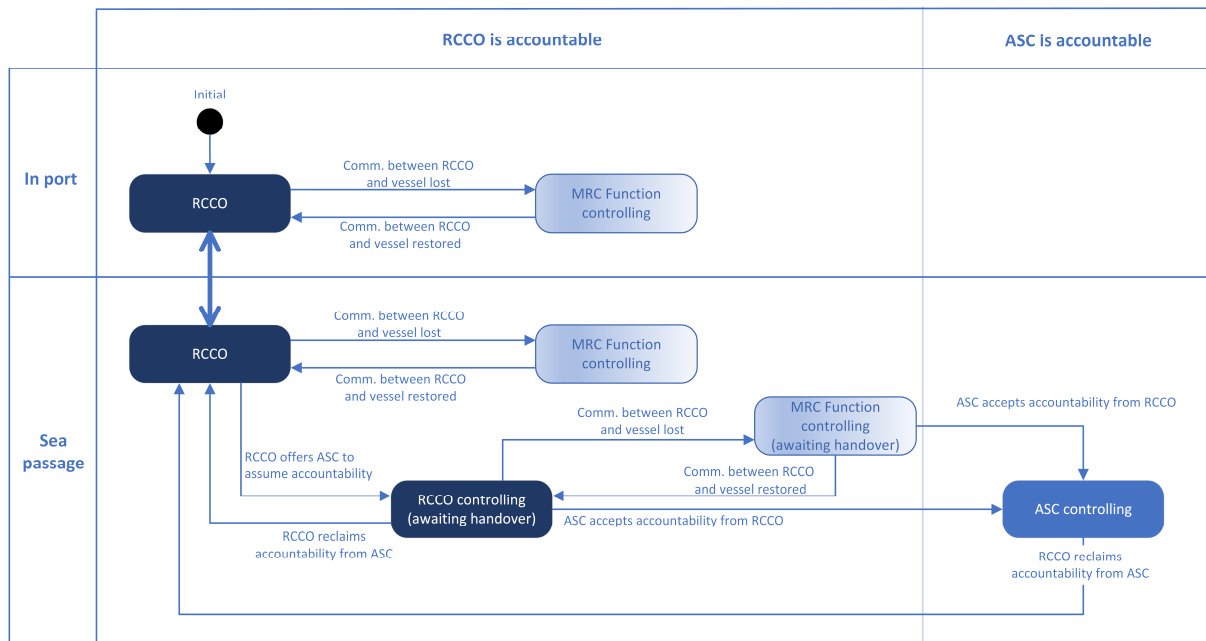 RCCO is accountable
ASC is accountable
In port
Initial
RCCO
Comm. between RCCO
and vessel lost
MRC Function
controlling
Comm. between RCCO
and vessel restored
Sea
passage
RCCO
Comm. between RCCO
and vessel lost
MRC Function
controlling
Comm. between RCCO
and vessel restored
RCCO offers ASC to
assume accountability
Comm. between RCCO
and vessel lost
MRC Function
controlling
(awaiting handover)
ASC accepts accountability from RCCO
Comm. between RCCO
and vessel restored
RCCO controlling
(awaiting handover)
ASC accepts accountability from RCCO
ASC controlling
RCCO reclaims
accountability from ASC
RCCO reclaims
accountability from ASC